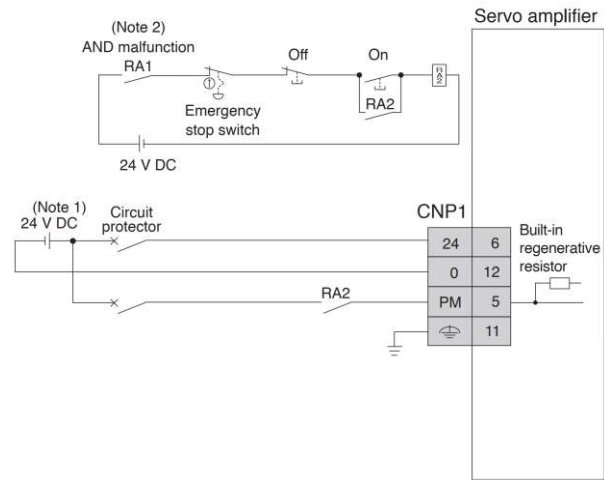 Servo amplifier
(Note 2)
AND malfunction
RA1
Off
On
RA2
①
Emergency
stop switch
RA2
24 V DC
(Note 1)
24 V DC
Circuit
protector
CNP1
24 6
0 12
RA2
PM 5
11
Built-in
regenerative
resistor